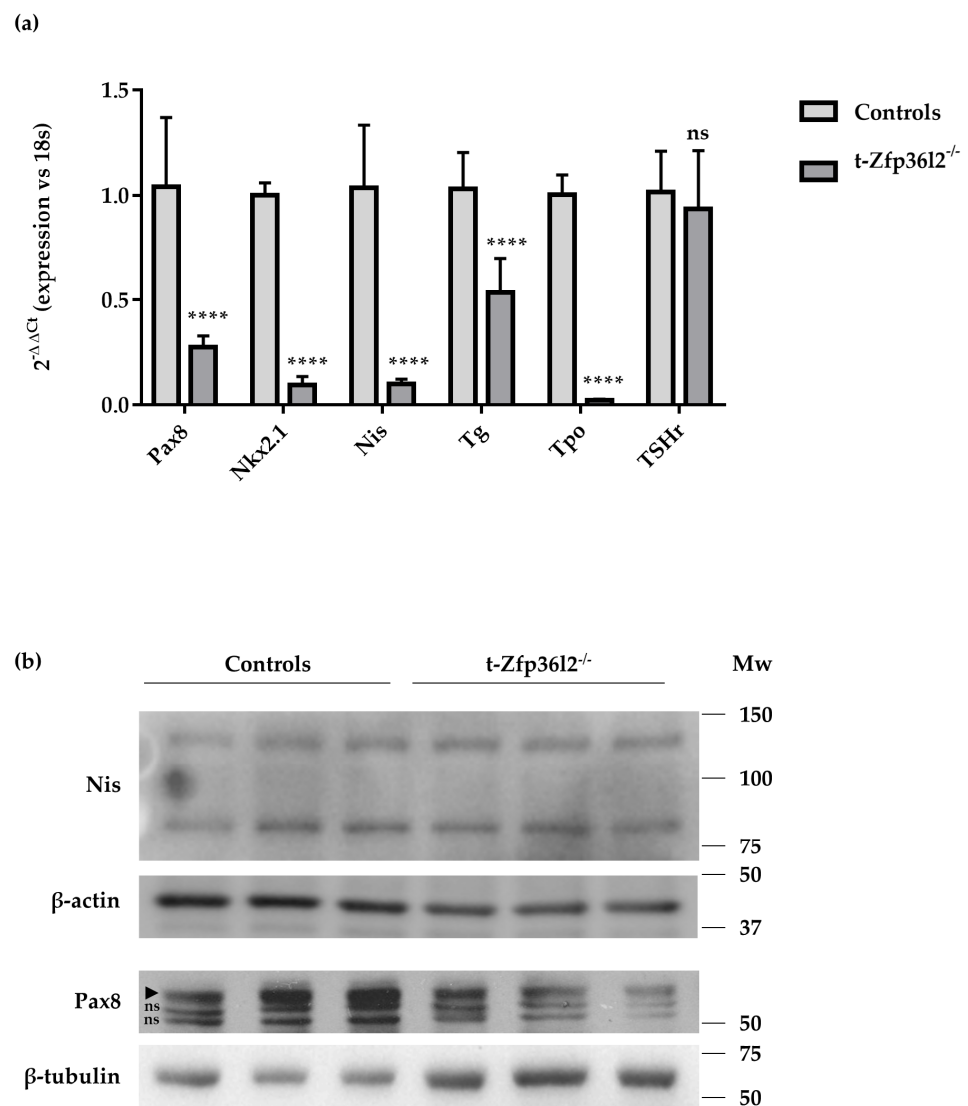 (a)
1.5
1.0
0.5
0.0
2-ΔΔCt (expression vs 18s)
Controls
t-Zfp36l2-/-
**** **** **** **** **** ns
Pax8 Nkx2.1 Nis Tg Tpo TSHr
(b)
Controls t-Zfp36l2-/- Mw
150
Nis 100
75
50
β-actin
37
Pax8
ns
ns
50
75
β-tubulin
50